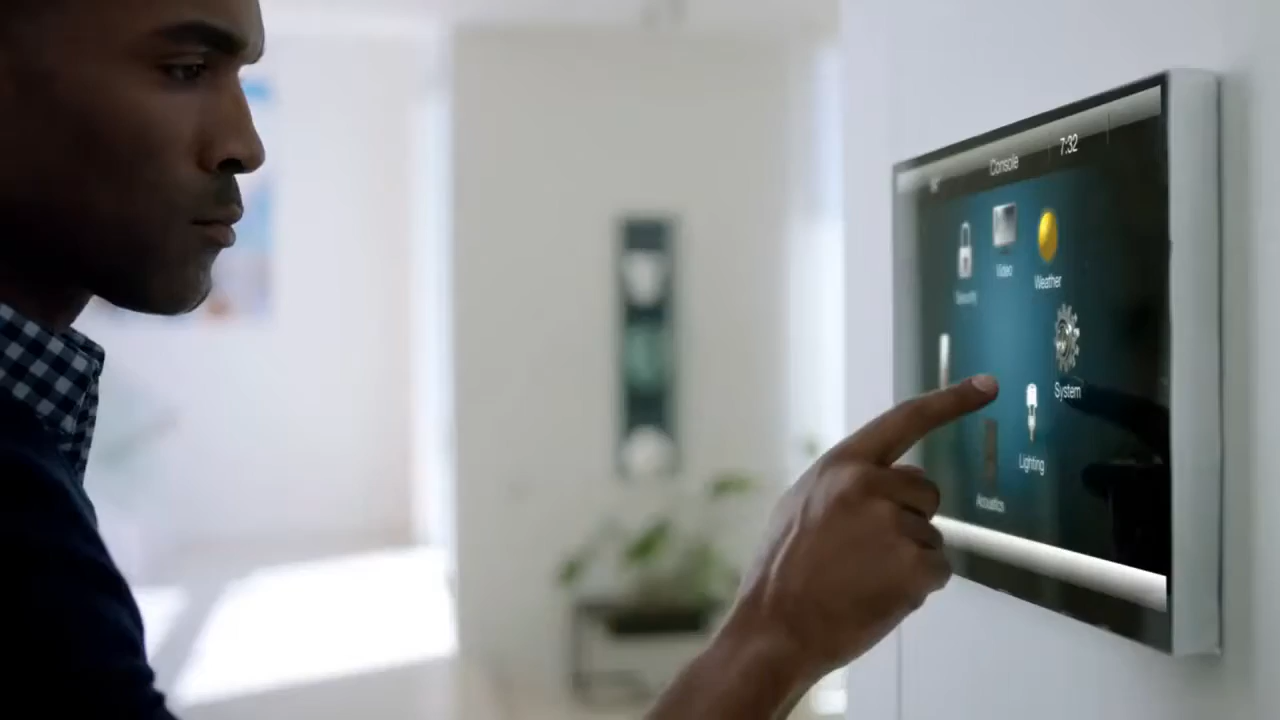 Console
7:32
Security
Video
Weather
System
Lighting
Acoustics